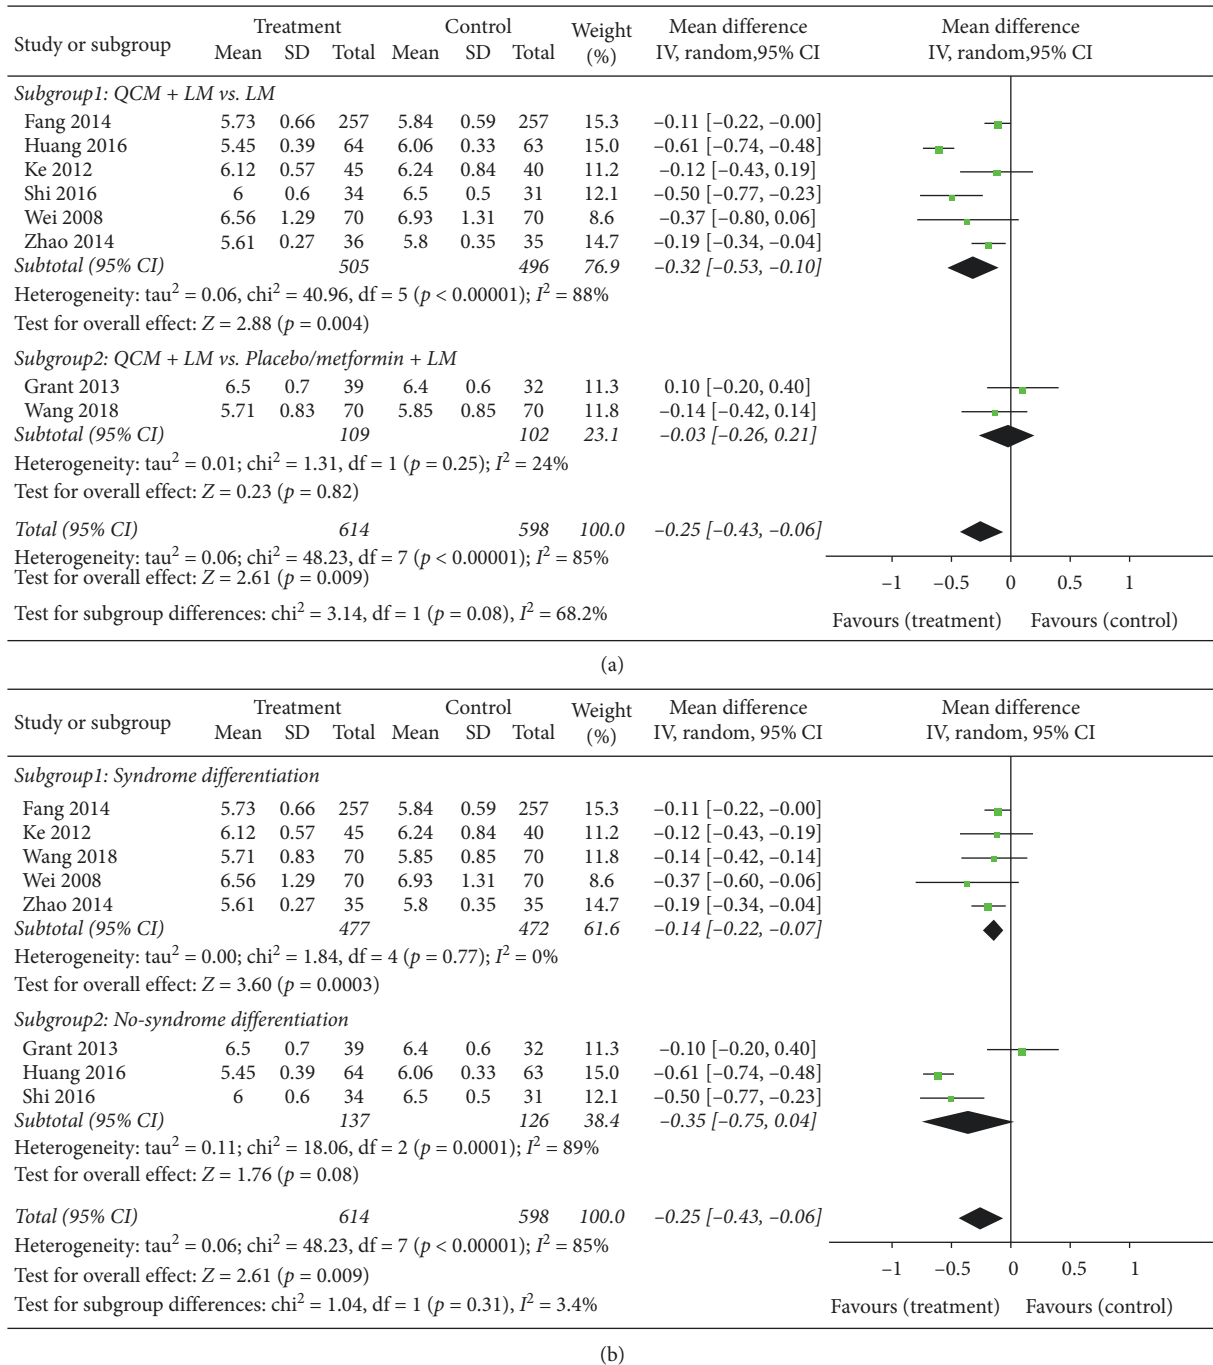 Study or subgroup Treatment Control Weight (%) Mean difference IV, random,95% CI Mean difference IV, random,95% CI
Mean SD Total Mean SD Total
Subgroup1: QCM + LM vs. LM
Fang 2014 5.73 0.66 257 5.84 0.59 257 15.3 –0.11 [–0.22, –0.00]
Huang 2016 5.45 0.39 64 6.06 0.33 63 15.0 –0.61 [–0.74, –0.48]
Ke 2012 6.12 0.57 45 6.24 0.84 40 11.2 –0.12 [–0.43, 0.19]
Shi 2016 6 0.6 34 6.5 0.5 31 12.1 –0.50 [–0.77, –0.23]
Wei 2008 6.56 1.29 70 6.93 1.31 70 8.6 –0.37 [–0.80, 0.06]
Zhao 2014 5.61 0.27 36 5.8 0.35 35 14.7 –0.19 [–0.34, –0.04]
Subtotal (95% CI) 505 496 76.9 –0.32 [–0.53, –0.10]
Heterogeneity: tau² = 0.06, chi² = 40.96, df = 5 (p < 0.00001); I² = 88%
Test for overall effect: Z = 2.88 (p = 0.004)
Subgroup2: QCM + LM vs. Placebo/metformin + LM
Grant 2013 6.5 0.7 39 6.4 0.6 32 11.3 0.10 [–0.20, 0.40]
Wang 2018 5.71 0.83 70 5.85 0.85 70 11.8 –0.14 [–0.42, 0.14]
Subtotal (95% CI) 109 102 23.1 –0.03 [–0.26, 0.21]
Heterogeneity: tau² = 0.01; chi² = 1.31, df = 1 (p = 0.25); I² = 24%
Test for overall effect: Z = 0.23 (p = 0.82)
Total (95% CI) 614 598 100.0 –0.25 [–0.43, –0.06]
Heterogeneity: tau² = 0.06; chi² = 48.23, df = 7 (p < 0.00001); I² = 85%
Test for overall effect: Z = 2.61 (p = 0.009)
–1 –0.5 0 0.5 1
Test for subgroup differences: chi² = 3.14, df = 1 (p = 0.08), I² = 68.2%
Favours (treatment) Favours (control)
(a)
Study or subgroup Treatment Control Weight (%) Mean difference IV, random, 95% CI Mean difference IV, random, 95% CI
Mean SD Total Mean SD Total
Subgroup1: Syndrome differentiation
Fang 2014 5.73 0.66 257 5.84 0.59 257 15.3 –0.11 [–0.22, –0.00]
Ke 2012 6.12 0.57 45 6.24 0.84 40 11.2 –0.12 [–0.43, –0.19]
Wang 2018 5.71 0.83 70 5.85 0.85 70 11.8 –0.14 [–0.42, –0.14]
Wei 2008 6.56 1.29 70 6.93 1.31 70 8.6 –0.37 [–0.60, –0.06]
Zhao 2014 5.61 0.27 35 5.8 0.35 35 14.7 –0.19 [–0.34, –0.04]
Subtotal (95% CI) 477 472 61.6 –0.14 [–0.22, –0.07]
Heterogeneity: tau² = 0.00; chi² = 1.84, df = 4 (p = 0.77); I² = 0%
Test for overall effect: Z = 3.60 (p = 0.0003)
Subgroup2: No-syndrome differentiation
Grant 2013 6.5 0.7 39 6.4 0.6 32 11.3 –0.10 [–0.20, 0.40]
Huang 2016 5.45 0.39 64 6.06 0.33 63 15.0 –0.61 [–0.74, –0.48]
Shi 2016 6 0.6 34 6.5 0.5 31 12.1 –0.50 [–0.77, –0.23]
Subtotal (95% CI) 137 126 38.4 –0.35 [–0.75, 0.04]
Heterogeneity: tau² = 0.11; chi² = 18.06, df = 2 (p = 0.0001); I² = 89%
Test for overall effect: Z = 1.76 (p = 0.08)
Total (95% CI) 614 598 100.0 –0.25 [–0.43, –0.06]
Heterogeneity: tau² = 0.06; chi² = 48.23, df = 7 (p < 0.00001); I² = 85%
Test for overall effect: Z = 2.61 (p = 0.009)
–1 –0.5 0 0.5 1
Test for subgroup differences: chi² = 1.04, df = 1 (p = 0.31), I² = 3.4%
Favours (treatment) Favours (control)
(b)